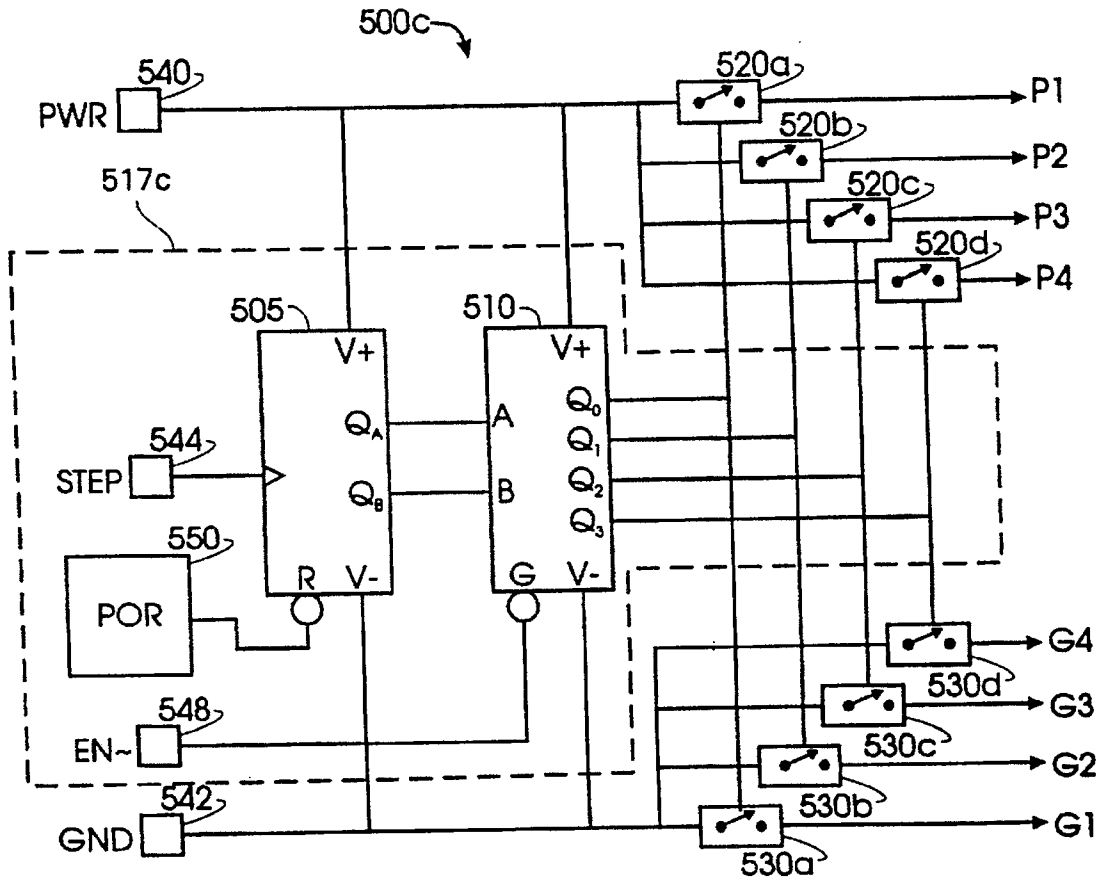 500c
540
PWR
520a
P1
520b
P2
517c
520c
P3
520d
P4
505
510
V+
V+
Q0
QA
A
Q1
544
STEP
QB
B
Q2
Q3
550
POR
R
V-
G
V-
G4
530d
548
EN~
G3
530c
G2
542
GND
530b
G1
530a